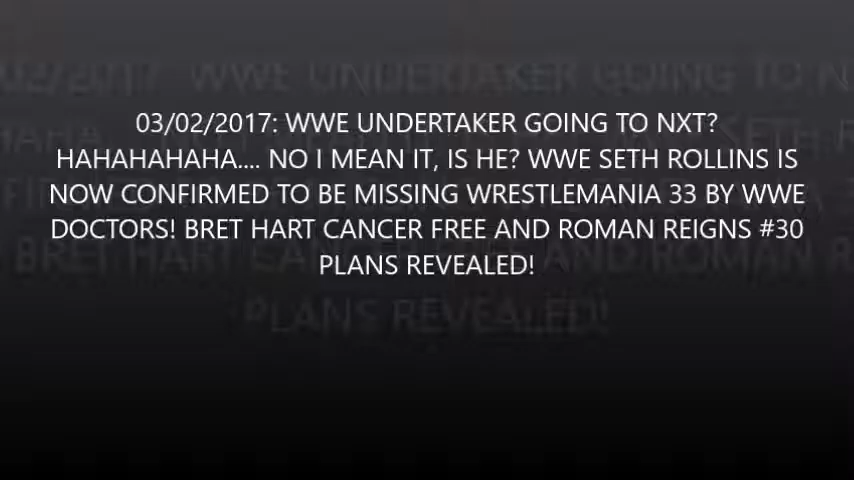 03/02/2017: WWE UNDERTAKER GOING TO NXT?
HAHAHAHAHA.... NO I MEAN IT, IS HE? WWE SETH ROLLINS IS
NOW CONFIRMED TO BE MISSING WRESTLEMANIA 33 BY WWE
DOCTORS! BRET HART CANCER FREE AND ROMAN REIGNS #30
PLANS REVEALED!